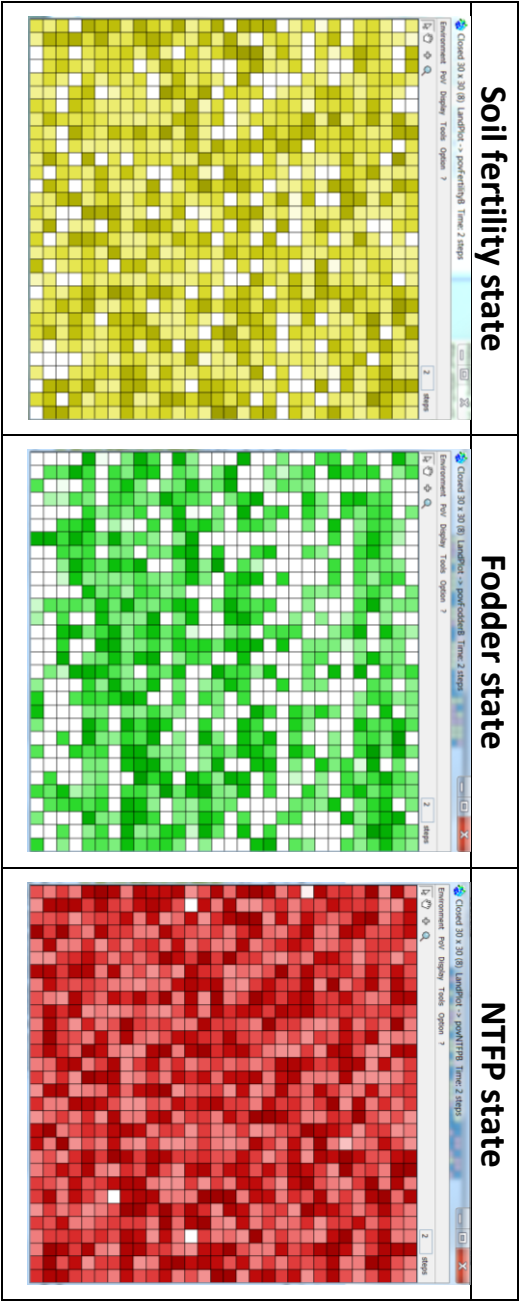 Soil fertility state
Closed 30 x 30 (8) LandPlot -> povFertilityB Time: 2 steps
Environment PoV Display Tools Option ?
2 steps
Fodder state
Closed 30 x 30 (8) LandPlot -> povFodderB Time: 2 steps
Environment PoV Display Tools Option ?
2 steps
NTFP state
Closed 30 x 30 (8) LandPlot -> povNTFPB Time: 2 steps
Environment PoV Display Tools Option ?
2 steps